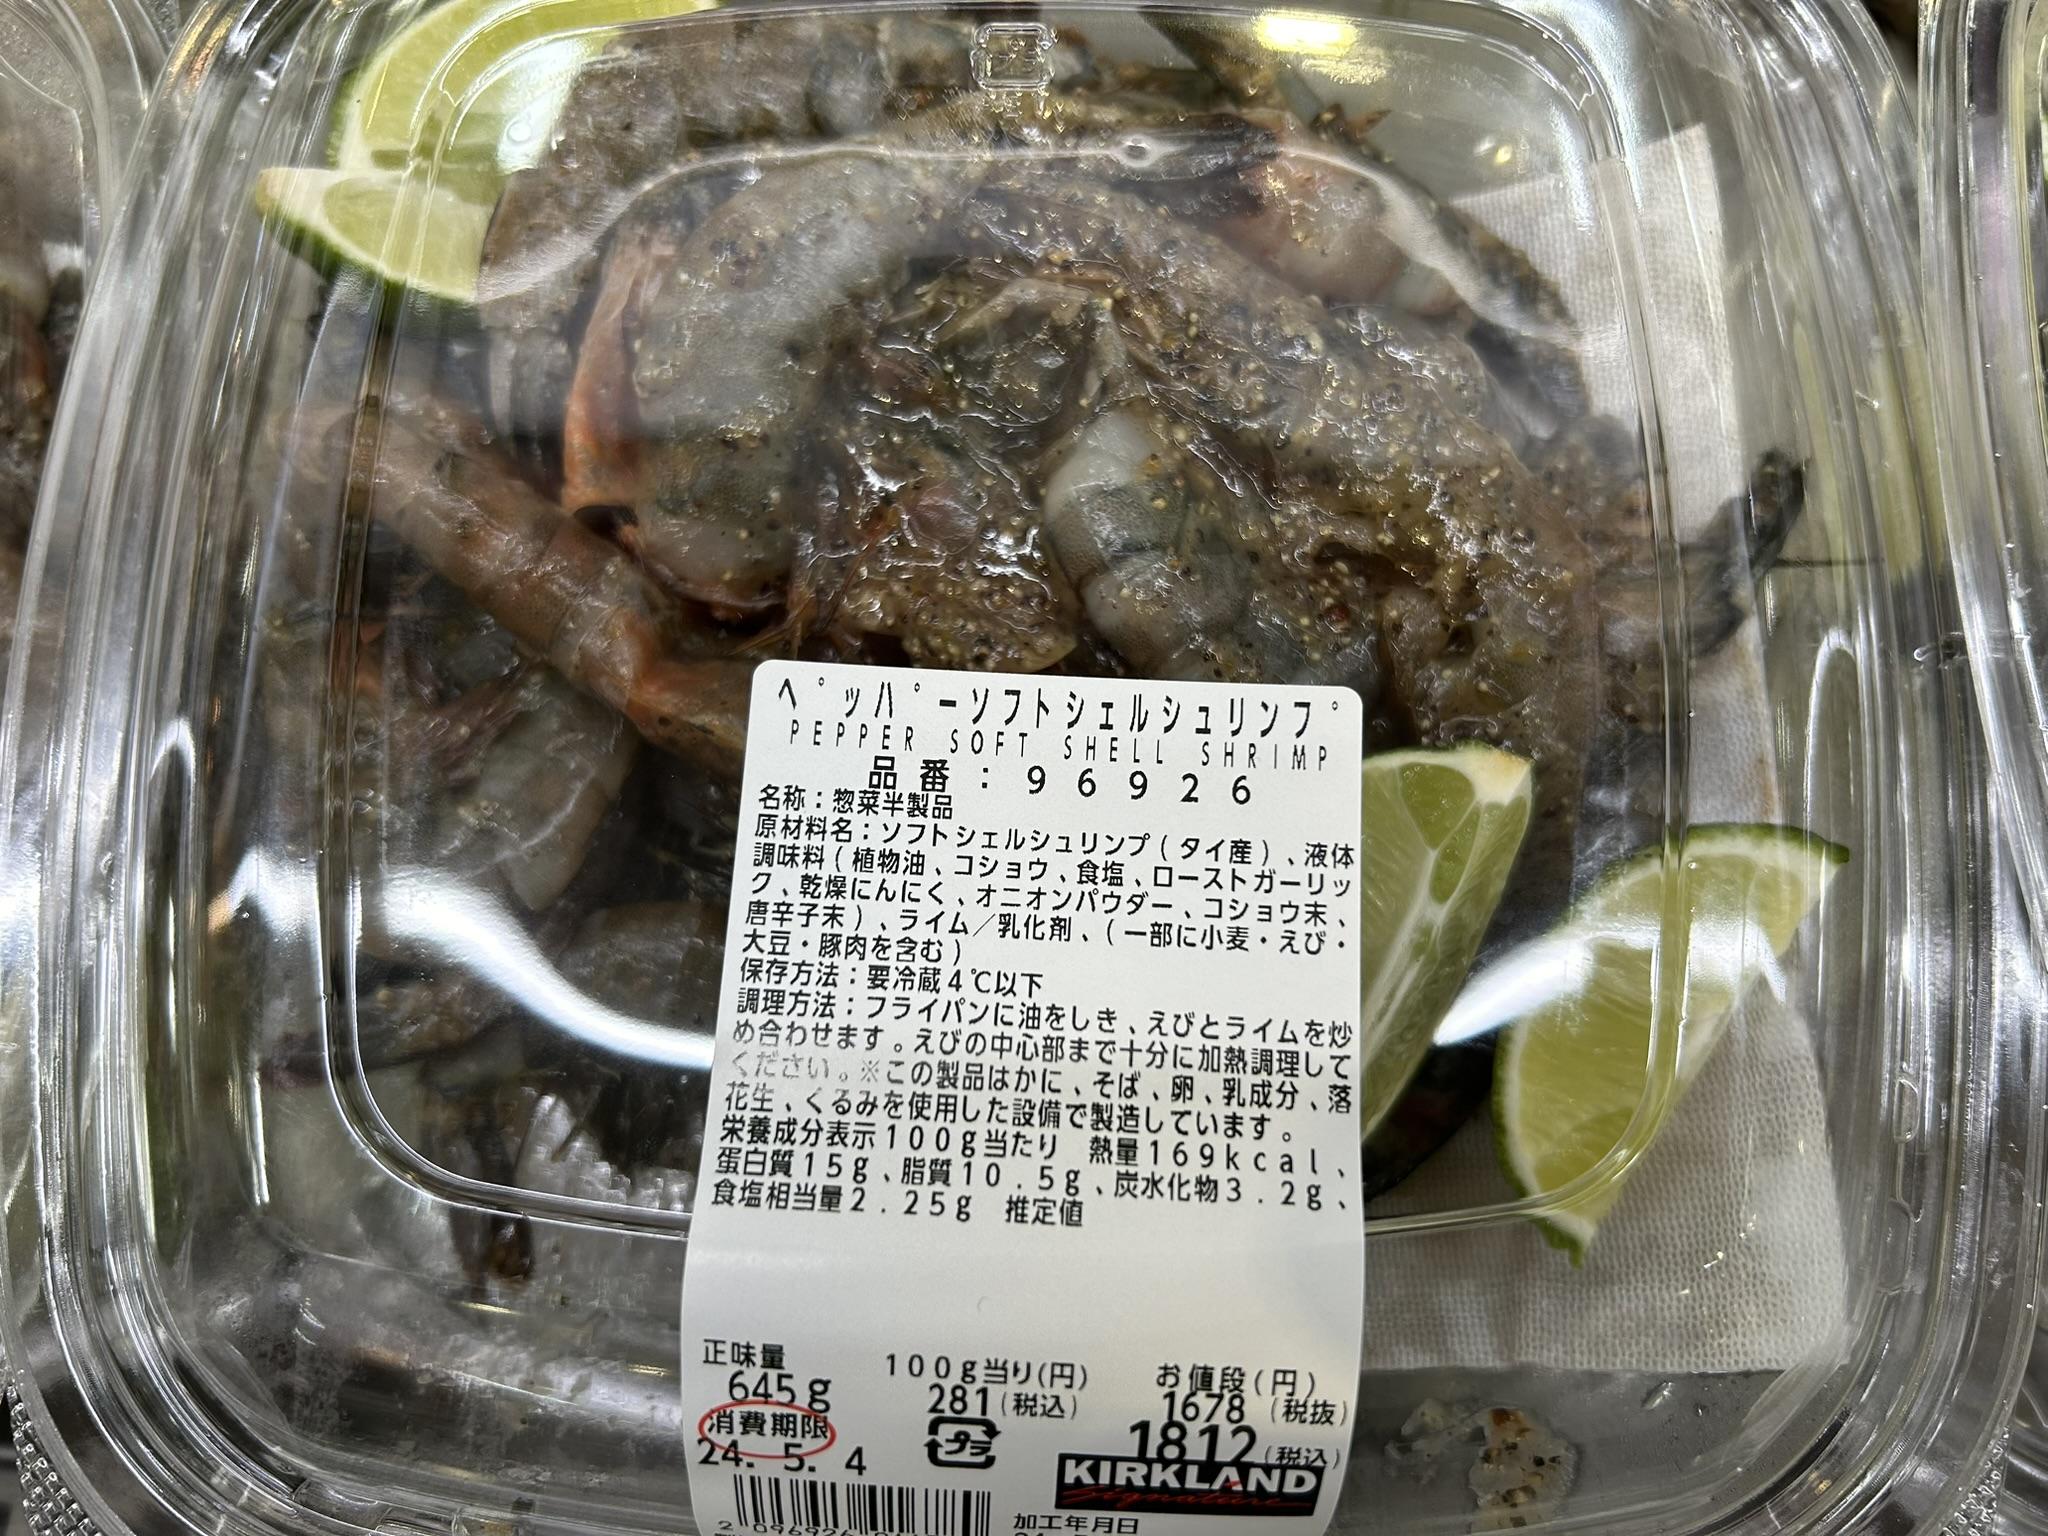 ペッパーソフトシェルシュリンプ
PEPPER SOFT SHELL SHRIMP
品番：96926
名称：惣菜半製品
原材料名：ソフトシェルシュリンプ（タイ産）、液体
調味料（植物油、コショウ、食塩、ローストガーリッ
ク、乾燥にんにく、オニオンパウダー、コショウ末、
唐辛子末）、ライム／乳化剤、（一部に小麦・えび・
大豆・豚肉を含む）
保存方法：要冷蔵4℃以下
調理方法：フライパンに油をしき、えびとライムを炒
め合わせます。えびの中心部まで十分に加熱調理して
ください。※この製品はかに、そば、卵、乳成分、落
花生、くるみを使用した設備で製造しています。
栄養成分表示100g当たり 熱量169kcal、
蛋白質15g、脂質10.5g、炭水化物3.2g、
食塩相当量2.25g 推定値
正味量 100g当り(円) お値段(円)
645g 281(税込) 1678 (税抜)
消費期限 プラ 1812(税込)
24. 5. 4
KIRKLAND
Signature
加工年月日